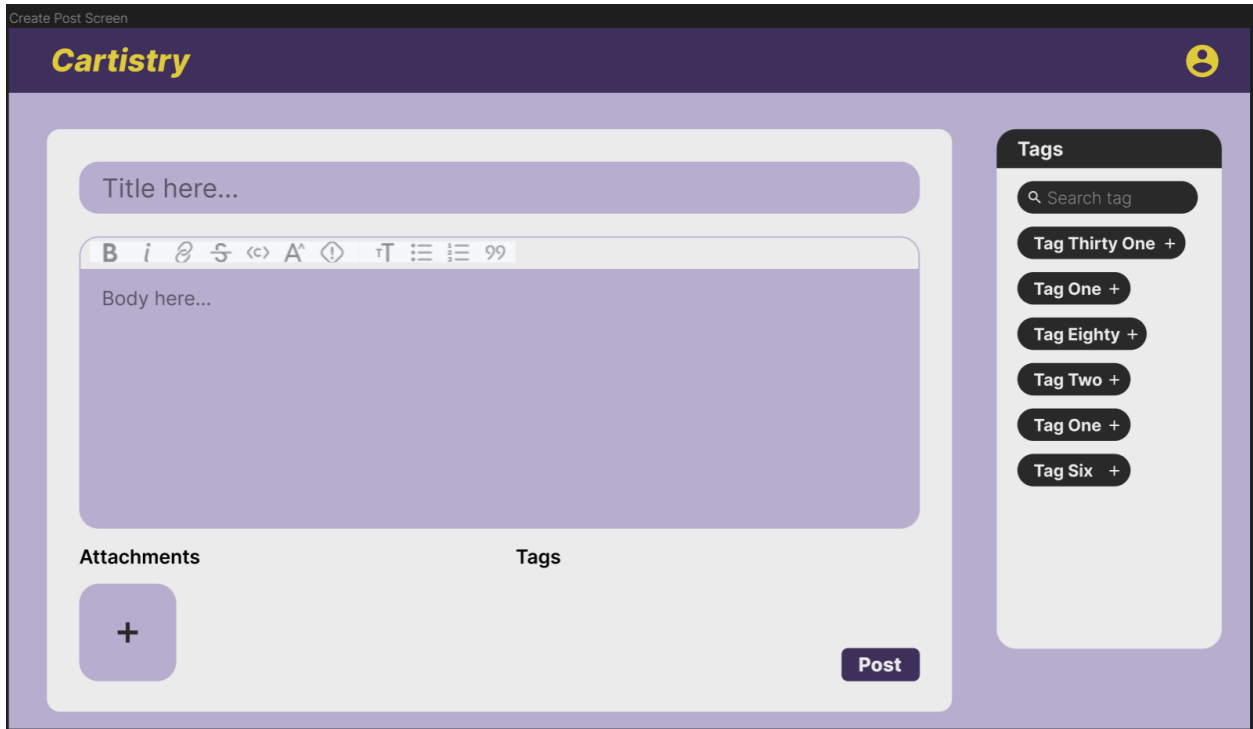 Create Post Screen
Cartistry
Title here...
B i S <c> A^ ! TT 99
Body here...
Attachments
Tags
+
Post
Tags
Search tag
Tag Thirty One +
Tag One +
Tag Eighty +
Tag Two +
Tag One +
Tag Six +